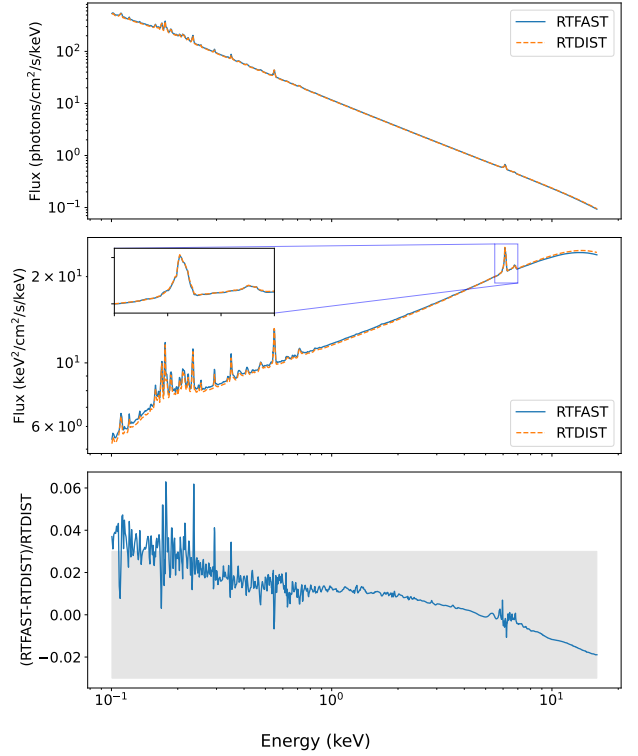 10²
10¹
10⁰
10⁻¹
Flux (photons/cm²/s/keV)
RTFAST
RTDIST
2 × 10¹
10¹
6 × 10⁰
Flux (keV²/cm²/s/keV)
RTFAST
RTDIST
0.06
0.04
0.02
0.00
−0.02
(RTFAST-RTDIST)/RTDIST
10⁻¹ 10⁰ 10¹
Energy (keV)